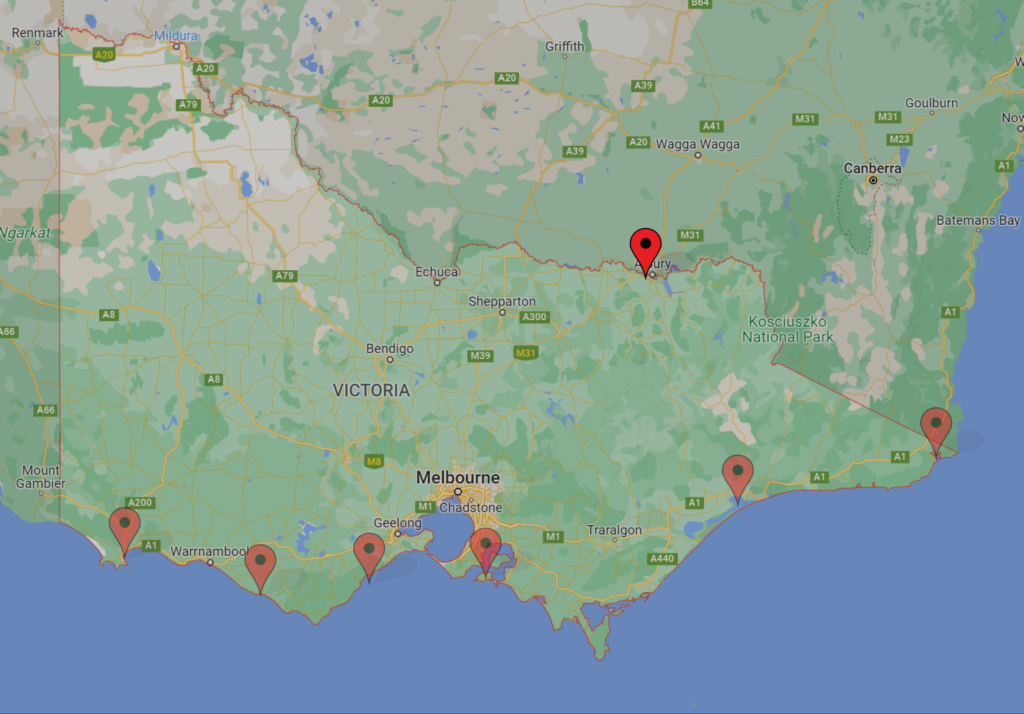 B64
Renmark
Mildura
Griffith
A20
A20
A20
A39
A20
A79
Goulburn
A41
M31
M31
M23
A20
Wagga Wagga
A39
A1
Canberra
Batemans Bay
Ngarkat
M31
Echuca
A79
Shepparton
A8
A300
A1
Kosciuszko
National Park
A66
Bendigo
M39
M31
A8
VICTORIA
A66
A1
M8
Mount
Gambier
Melbourne
A1
A200
M1
Chadstone
A1
Geelong
Traralgon
M1
A1
Warrnambool
A440